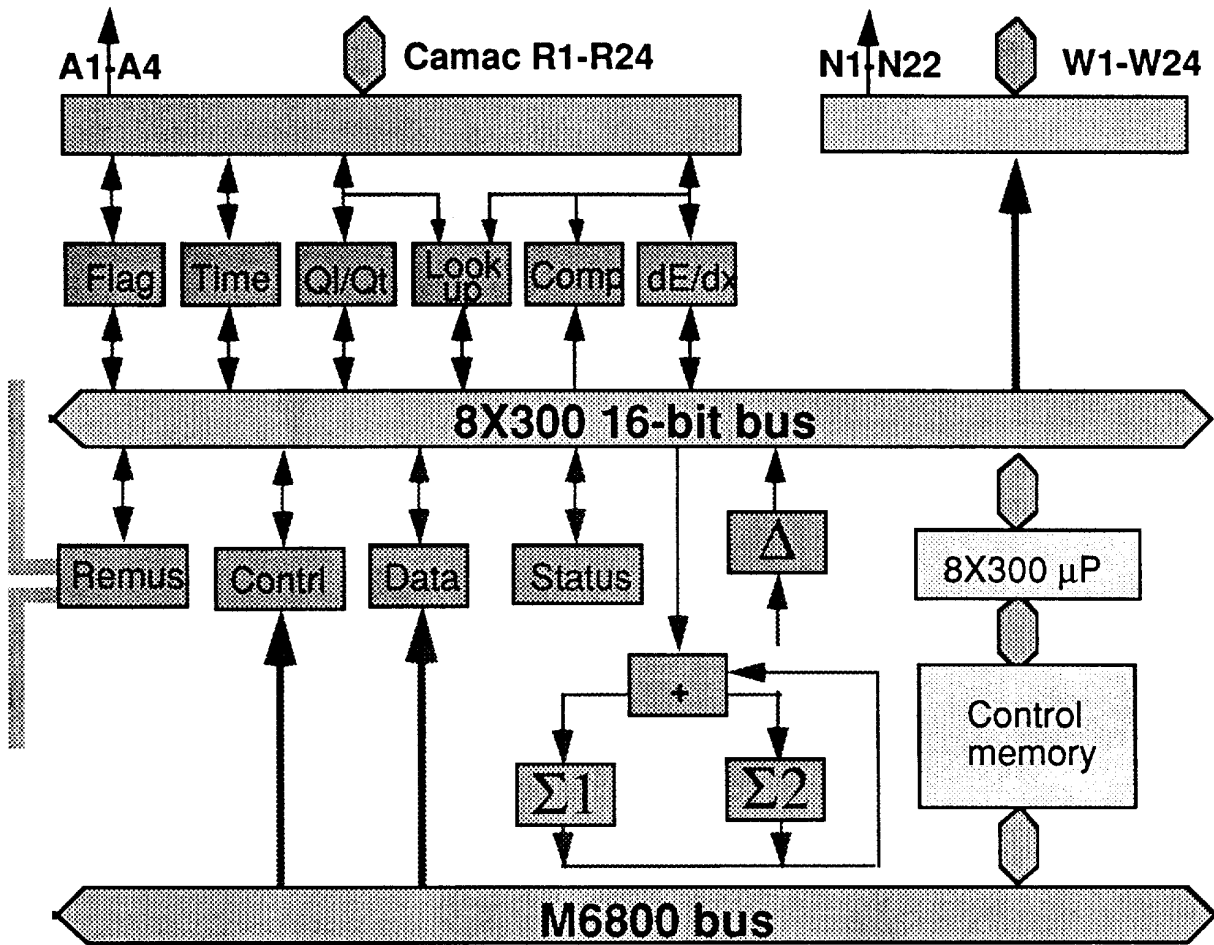 A1-A4
Camac R1-R24
N1-N22
W1-W24
Flag
Time
Ql/Qt
Look
up
Comp
dE/dx
8X300 16-bit bus
Remus
Contrl
Data
Status
Δ
8X300 µP
+
Control
memory
Σ1
Σ2
M6800 bus